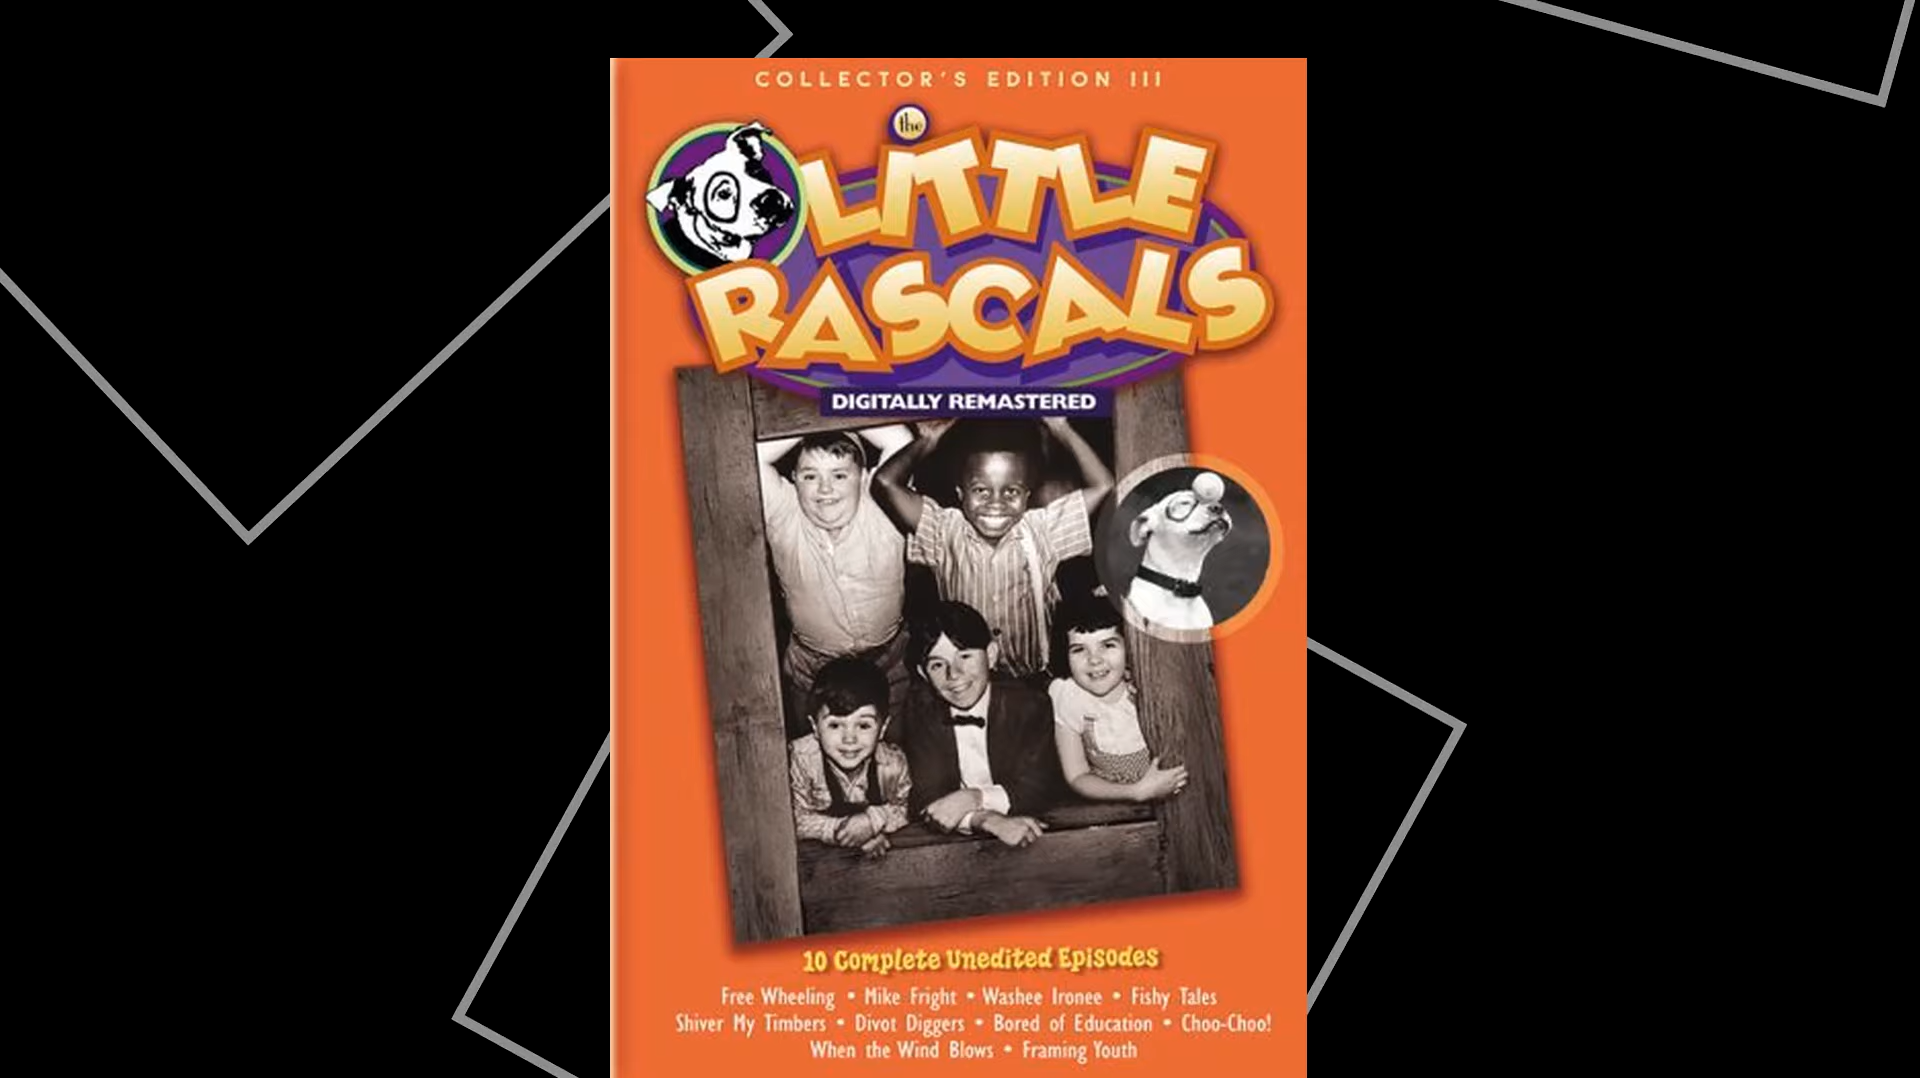 COLLECTOR'S EDITION III
the
LITTLE
RASCALS
DIGITALLY REMASTERED
10 Complete Unedited Episodes
Free Wheeling • Mike Fright • Washee Ironee • Fishy Tales
Shiver My Timbers • Divot Diggers • Bored of Education • Choo-Choo!
When the Wind Blows • Framing Youth